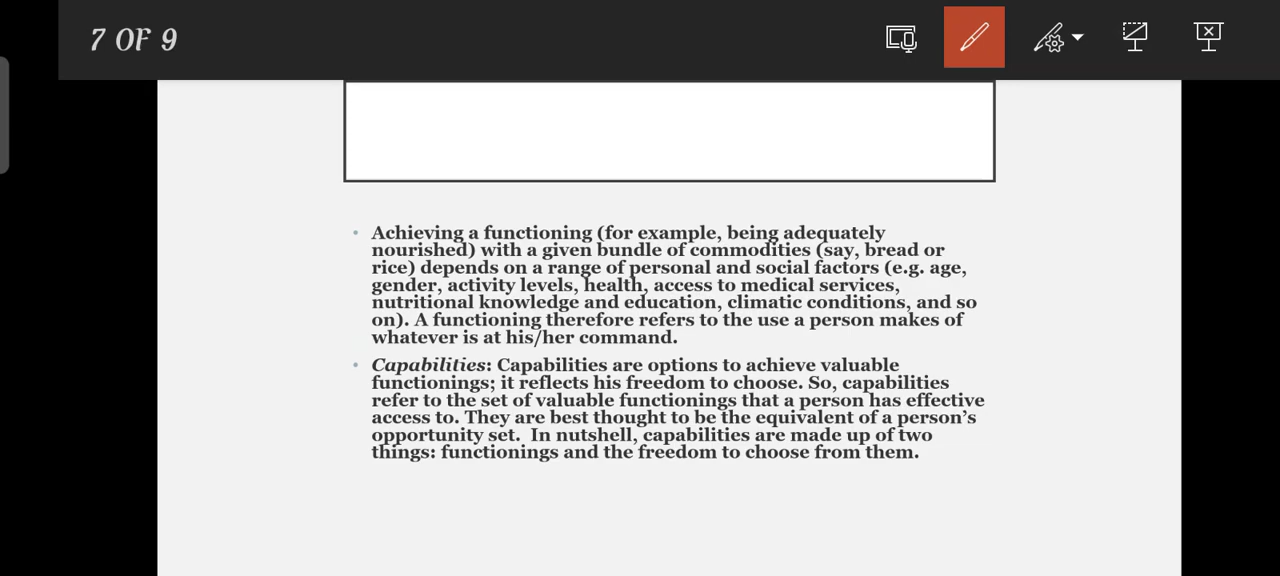 7 OF 9
• Achieving a functioning (for example, being adequately
nourished) with a given bundle of commodities (say, bread or
rice) depends on a range of personal and social factors (e.g. age,
gender, activity levels, health, access to medical services,
nutritional knowledge and education, climatic conditions, and so
on). A functioning therefore refers to the use a person makes of
whatever is at his/her command.
• Capabilities: Capabilities are options to achieve valuable
functionings; it reflects his freedom to choose. So, capabilities
refer to the set of valuable functionings that a person has effective
access to. They are best thought to be the equivalent of a person’s
opportunity set.  In nutshell, capabilities are made up of two
things: functionings and the freedom to choose from them.